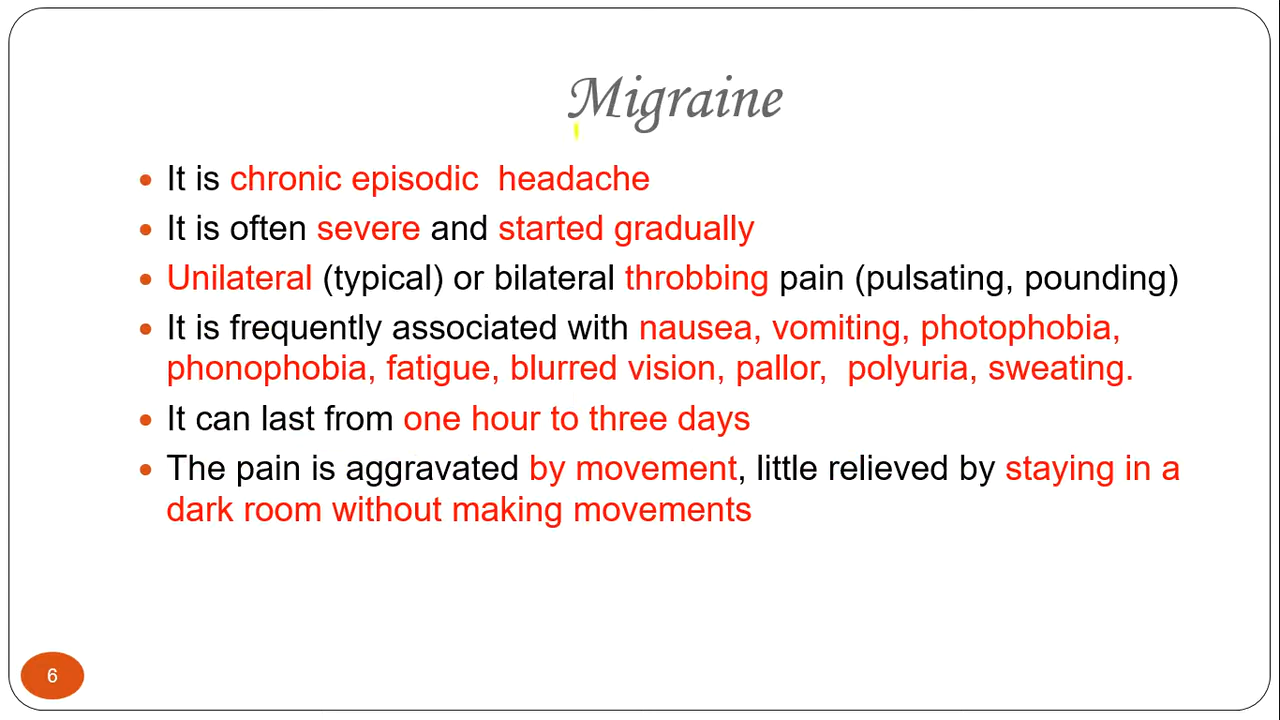 Migraine
• It is chronic episodic  headache
• It is often severe and started gradually
• Unilateral (typical) or bilateral throbbing pain (pulsating, pounding)
• It is frequently associated with nausea, vomiting, photophobia,
phonophobia, fatigue, blurred vision, pallor,  polyuria, sweating.
• It can last from one hour to three days
• The pain is aggravated by movement, little relieved by staying in a
dark room without making movements
6